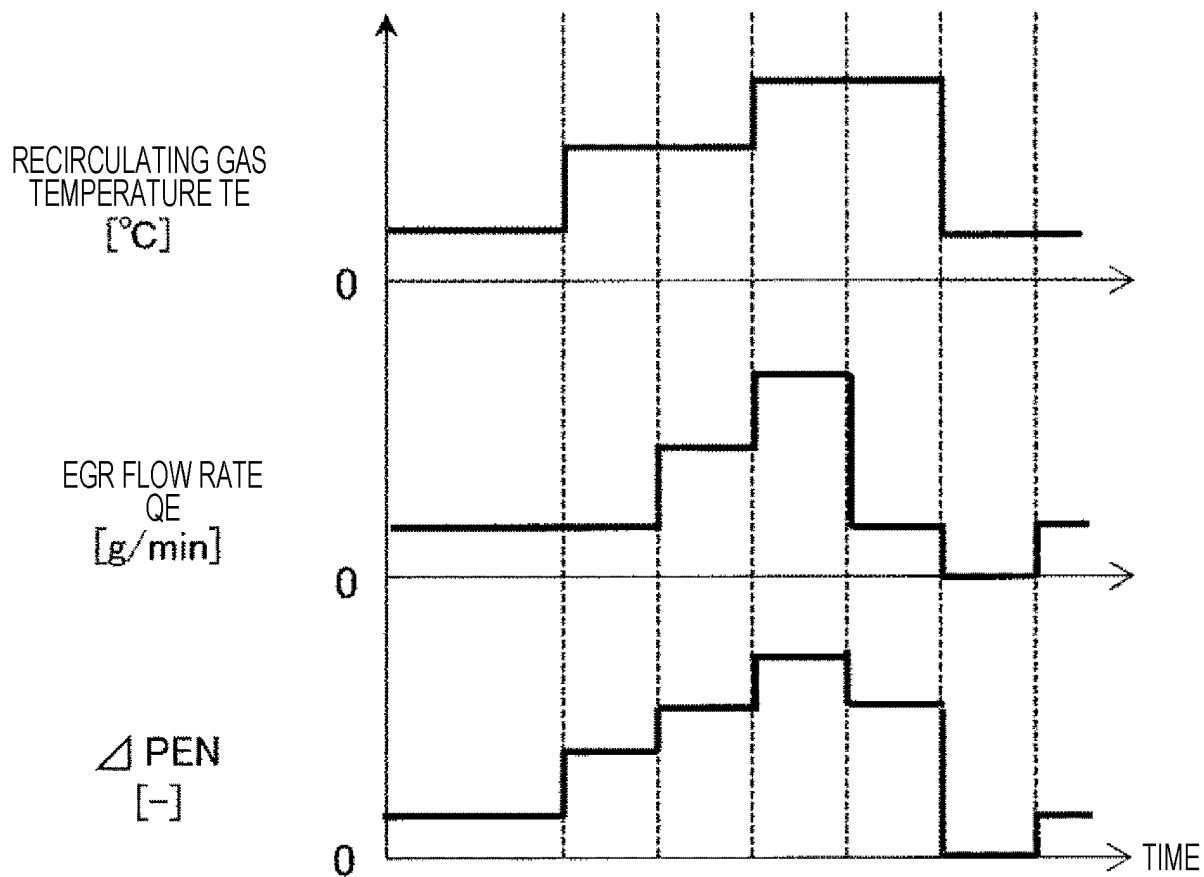 RECIRCULATING GAS
TEMPERATURE TE
[°C]
0
EGR FLOW RATE
QE
[g/min]
0
⊿ PEN
[-]
0
TIME